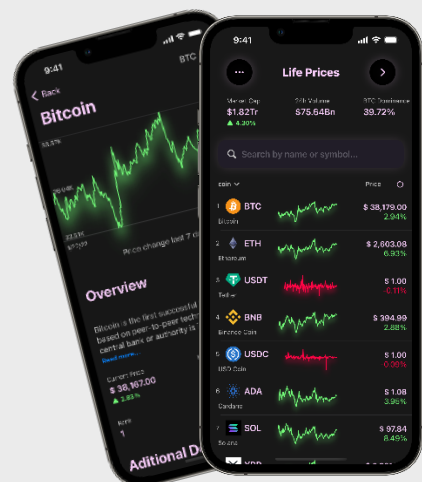 9:41
BTC
Back
Bitcoin
Price change last 7 d
Overview
Bitcoin is the first successful
based on peer-to-peer tech
central bank or authority is
Read more...
Current Price
$ 38,167.00
2.93%
Rank
1
Aditional D
9:41
Life Prices
Market Cap
24h Volume
BTC Dominance
$1.82Tr
$75.64Bn
39.72%
4.30%
Search by name or symbol...
coin
Price
1
BTC
Bitcoin
$ 38,179.00
2.94%
2
ETH
Ethereum
$ 2,603.08
6.93%
3
USDT
Tether
$ 1.00
-0.11%
4
BNB
Binance Coin
$ 394.99
2.88%
5
USDC
USD Coin
$ 1.00
6
ADA
Cardano
$ 1.08
3.95%
7
SOL
Solana
$ 97.84
8.49%